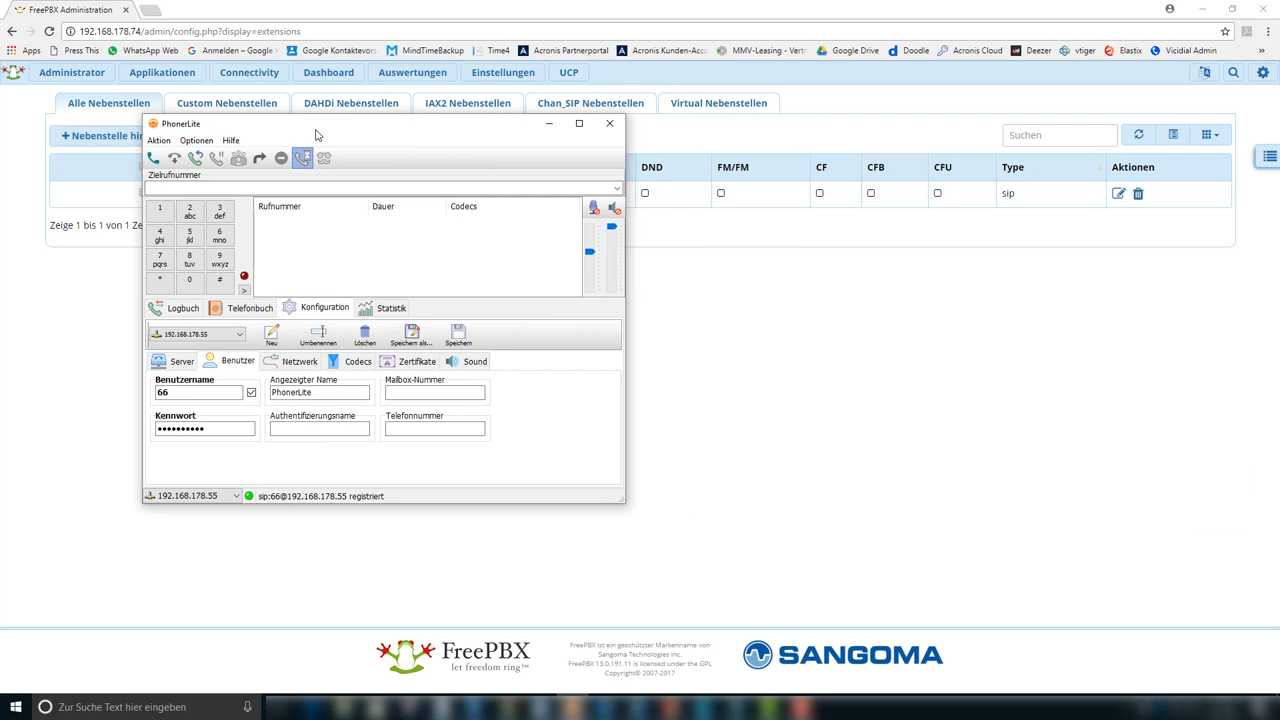 FreePBX Administration
192.168.178.74/admin/config.php?display=extensions
Apps Press This WhatsApp Web Anmelden – Google Google Kontaktevor MindTimeBackup Time4 Acronis Partnerportal Acronis Kunden-Acco MMV-Leasing - Vertr Google Drive Doodle Acronis Cloud Deezer vtiger Elastix Vicidial Admin »
Administrator Applikationen Connectivity Dashboard Auswertungen Einstellungen UCP
Alle Nebenstellen Custom Nebenstellen DAHDi Nebenstellen IAX2 Nebenstellen Chan_SIP Nebenstellen Virtual Nebenstellen
+ Nebenstelle hin
Suchen
DND FM/FM CF CFB CFU Type Aktionen
sip
Zeige 1 bis 1 von 1 Ze
PhonerLite
Aktion Optionen Hilfe
Zielrufnummer
Rufnummer Dauer Codecs
1 2 abc 3 def
4 ghi 5 jkl 6 mno
7 pqrs 8 tuv 9 wxyz
* 0 #
>
Logbuch Telefonbuch Konfiguration Statistik
192.168.178.55 Neu Umbenennen Löschen Speichern als... Speichern
Server Benutzer Netzwerk Codecs Zertifikate Sound
Benutzername Angezeigter Name Mailbox-Nummer
66 PhonerLite
Kennwort Authentifizierungsname Telefonnummer
••••••••••
192.168.178.55 sip:66@192.168.178.55 registriert
FreePBX
let freedom ring™
FreePBX ist ein geschützter Markenname von
Sangoma Technologies Inc.
FreePBX 13.0.191.11 is licensed under the GPL
Copyright© 2007-2017
SANGOMA
Zur Suche Text hier eingeben